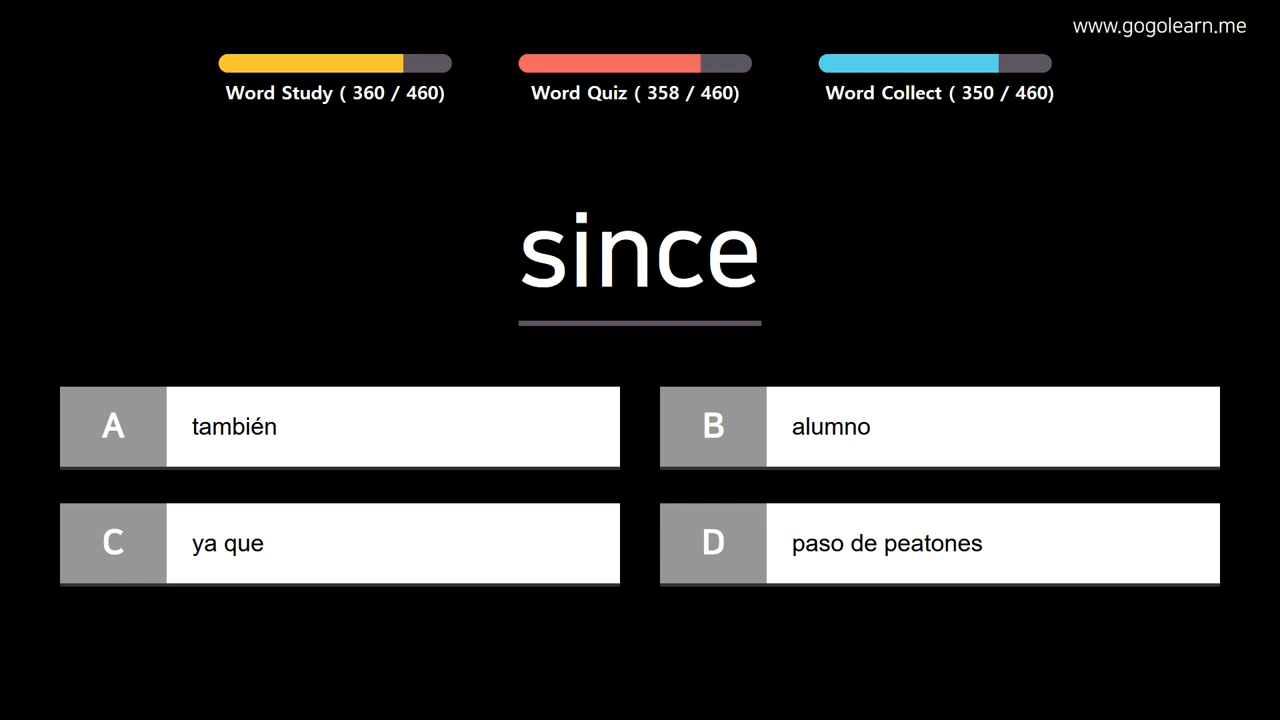 www.gogolearn.me
Word Study ( 360 / 460)
Word Quiz ( 358 / 460)
Word Collect ( 350 / 460)
since
A
también
B
alumno
C
ya que
D
paso de peatones